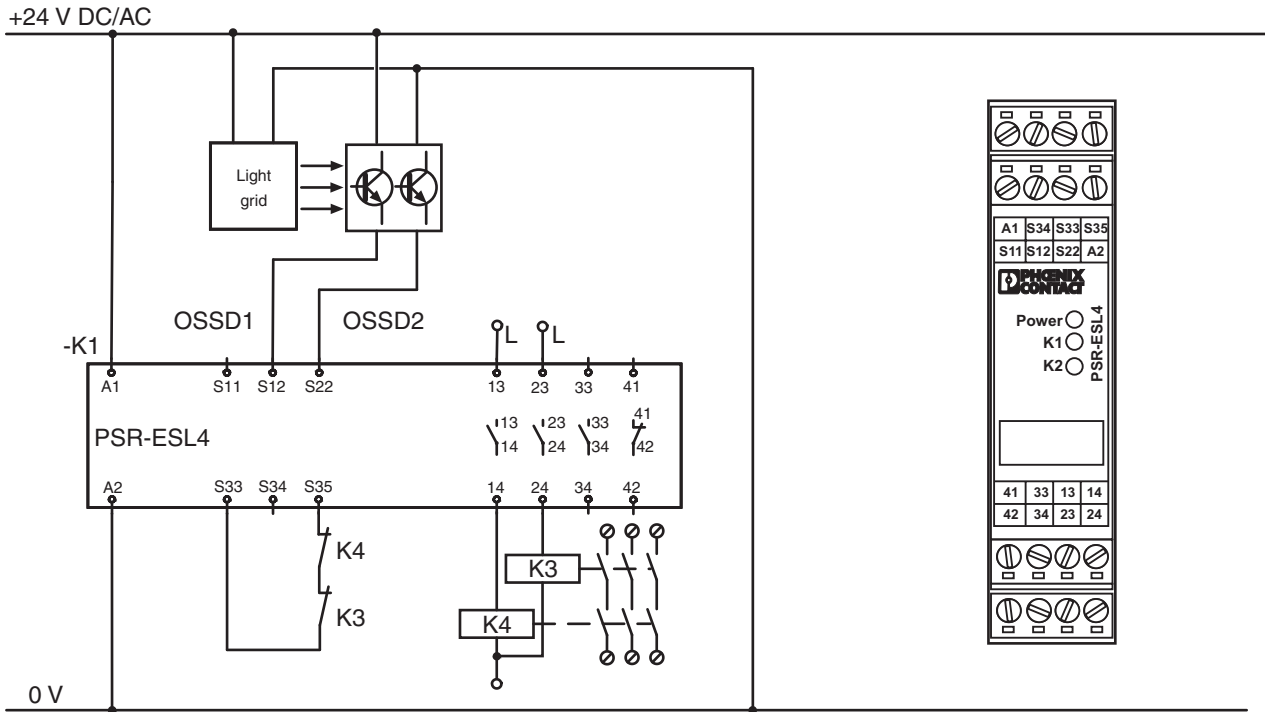 +24 V DC/AC
Light
grid
OSSD1
OSSD2
L
L
-K1
A1
S11
S12
S22
13
23
33
41
PSR-ESL4
13
14
23
24
33
34
41
42
A2
S33
S34
S35
14
24
34
42
K4
K3
K3
K4
0 V
A1 S34 S33 S35
S11 S12 S22 A2
PHŒNIX
CONTACT
Power
K1
K2
PSR-ESL4
41 33 13 14
42 34 23 24